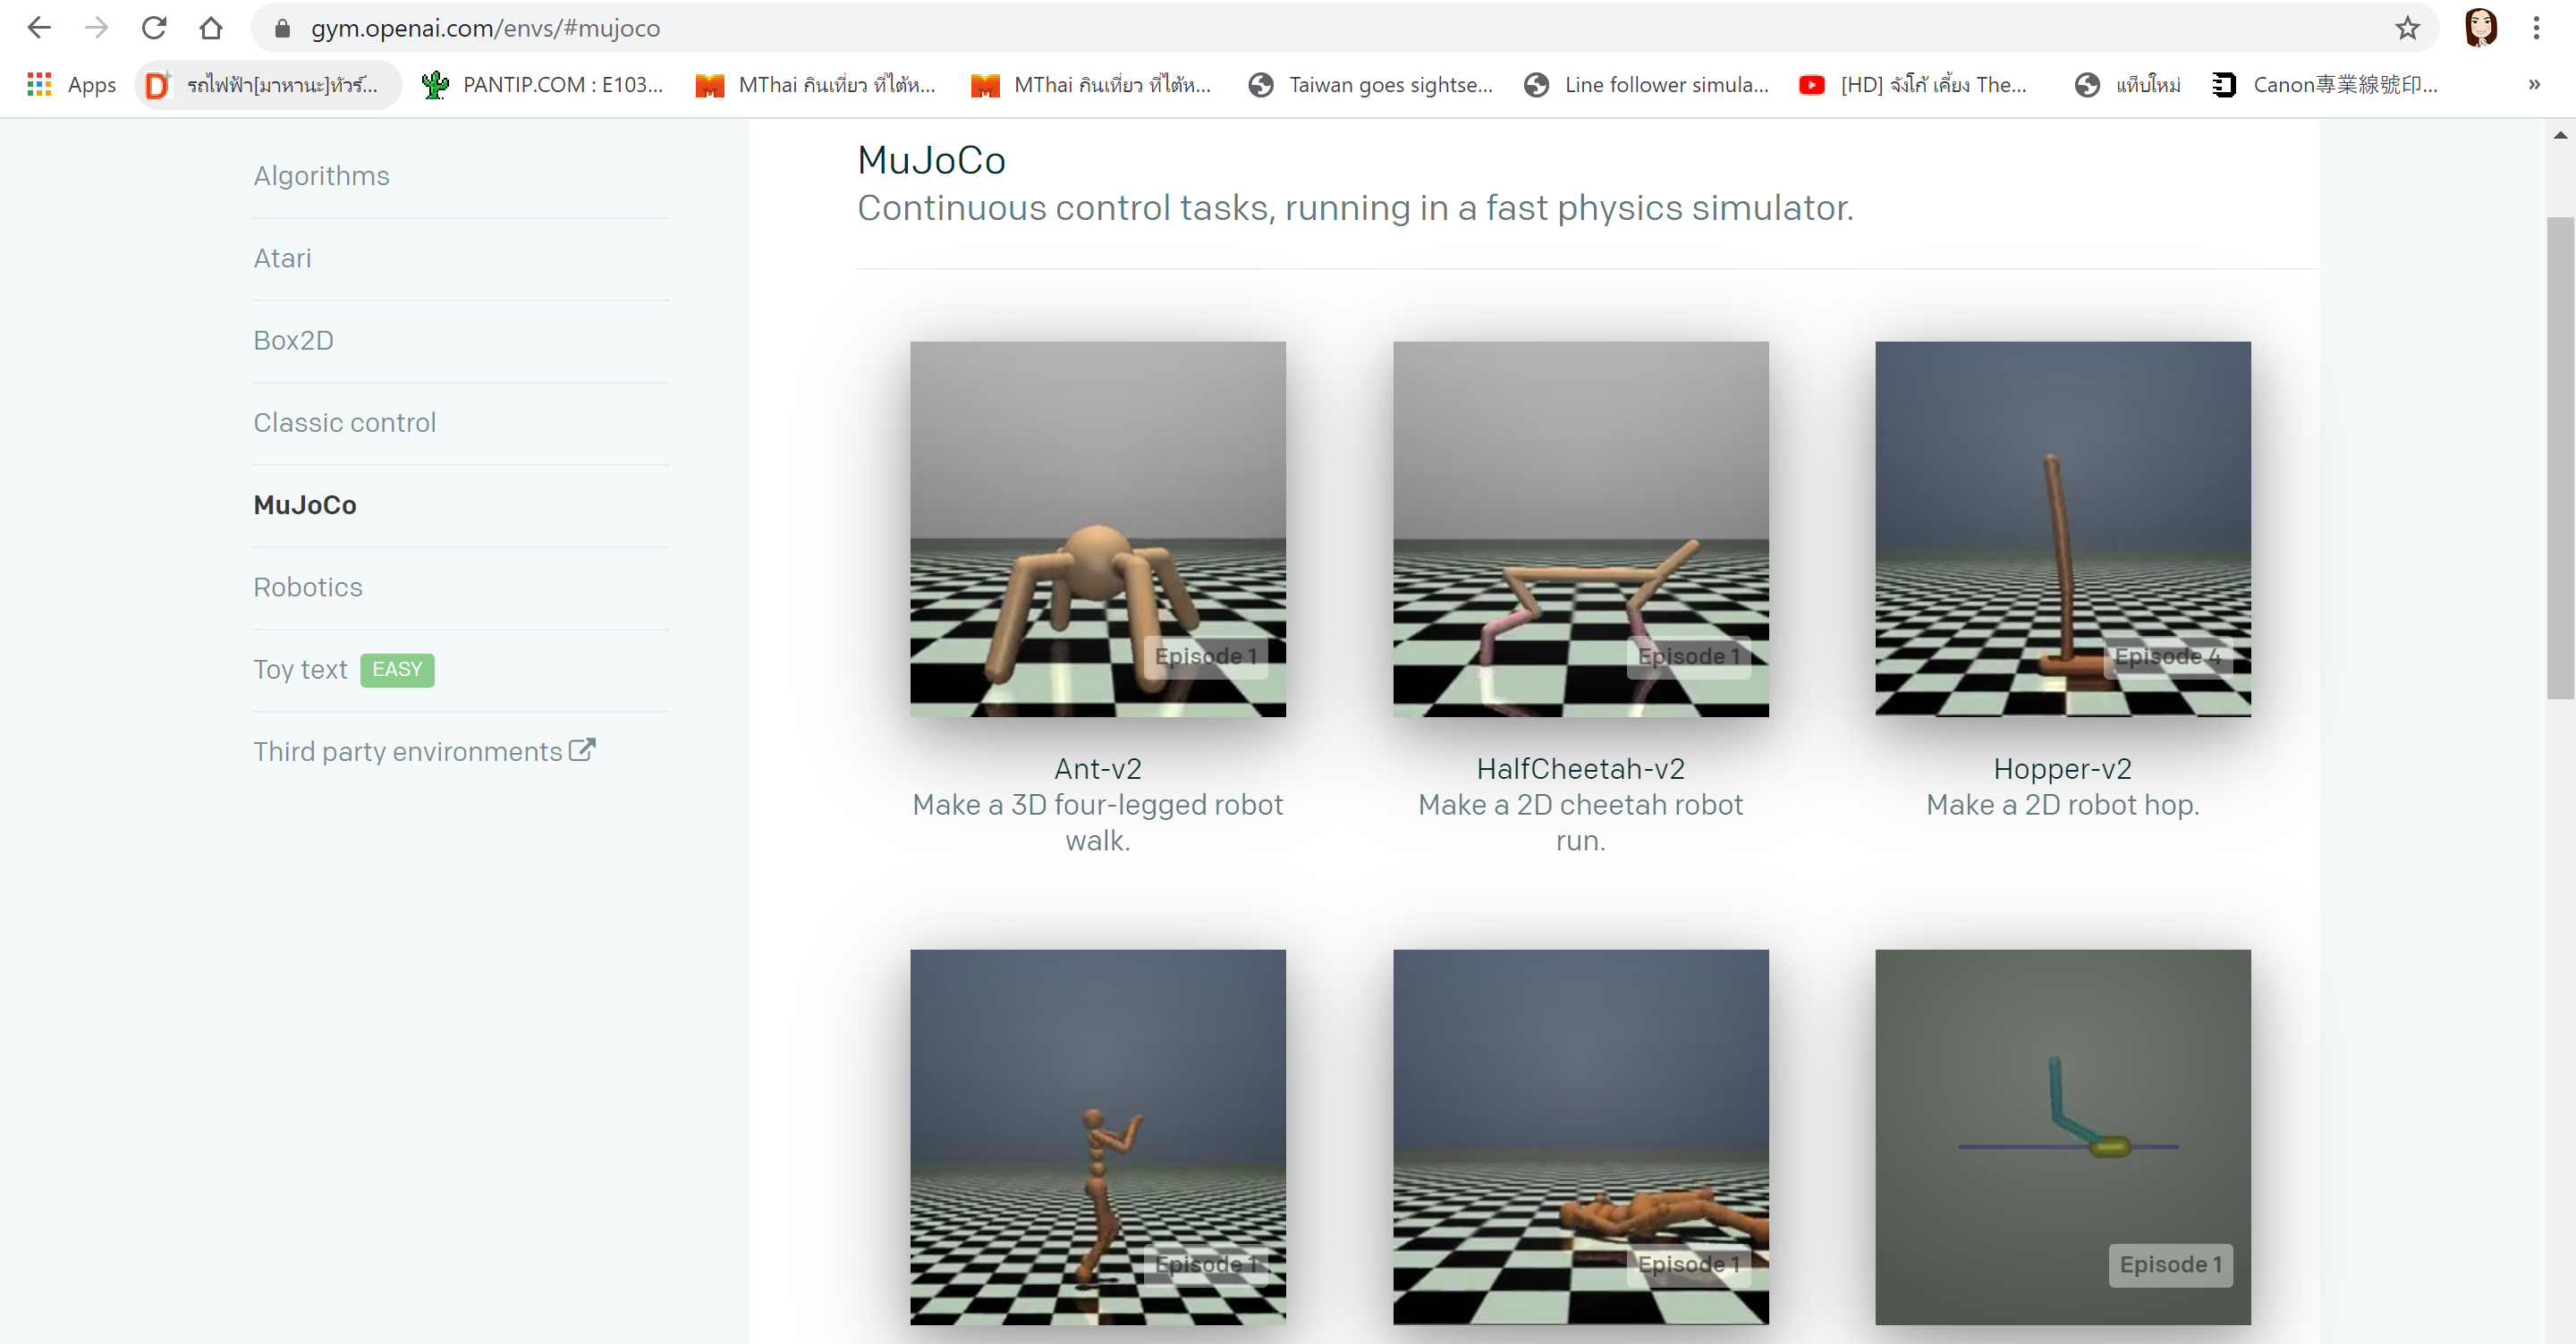 gym.openai.com/envs/#mujoco
Apps
รถไฟฟ้า[มาหานะ]ทัวร์...
PANTIP.COM : E103...
MThai กินเที่ยว ที่ไต้ห...
MThai กินเที่ยว ที่ไต้ห...
Taiwan goes sightse...
Line follower simula...
[HD] จังโก้ เคี้ยง The...
แท็บใหม่
Canon專業線號印...
»
Algorithms
Atari
Box2D
Classic control
MuJoCo
Robotics
Toy text EASY
Third party environments
MuJoCo
Continuous control tasks, running in a fast physics simulator.
Episode 1
Episode 1
Episode 4
Ant-v2
Make a 3D four-legged robot
walk.
HalfCheetah-v2
Make a 2D cheetah robot
run.
Hopper-v2
Make a 2D robot hop.
Episode 1
Episode 1
Episode 1